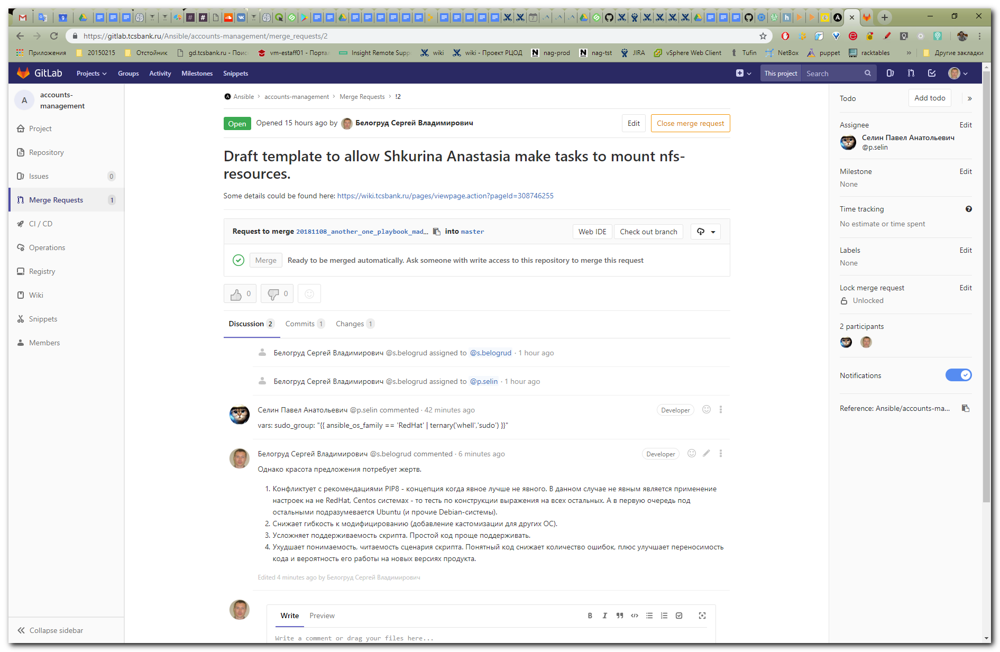 https://gitlab.tcsbank.ru/Ansible/accounts-management/merge_requests/2
Приложения
20150215
Отстойник
gd.tcsbank.ru - Поис
vm-estaff01 - Порта
Insight Remote Supp
wiki
wiki - Проект РЦОД
nag-prod
nag-tst
JIRA
vSphere Web Client
Tufin
NetBox
puppet
racktables
»
Другие закладки
GitLab
Projects
Groups
Activity
Milestones
Snippets
This project
Search
A
accounts-
management
Project
Repository
Issues 0
Merge Requests 1
CI / CD
Operations
Registry
Wiki
Snippets
Members
Collapse sidebar
Ansible › accounts-management › Merge Requests › !2
Open Opened 15 hours ago by Белогруд Сергей Владимирович
Edit
Close merge request
Draft template to allow Shkurina Anastasia make tasks to mount nfs-
resources.
Some details could be found here: https://wiki.tcsbank.ru/pages/viewpage.action?pageId=308746255
Request to merge 20181108_another_one_playbook_mad... into master
Web IDE
Check out branch
Merge Ready to be merged automatically. Ask someone with write access to this repository to merge this request
0
0
Discussion 2
Commits 1
Changes 1
Белогруд Сергей Владимирович @s.belogrud assigned to @s.belogrud · 1 hour ago
Белогруд Сергей Владимирович @s.belogrud assigned to @p.selin · 1 hour ago
Селин Павел Анатольевич @p.selin commented · 42 minutes ago
Developer
vars: sudo_group: "{{ ansible_os_family == 'RedHat' | ternary('whell','sudo') }}"
Белогруд Сергей Владимирович @s.belogrud commented · 6 minutes ago
Developer
Однако красота предложения потребует жертв.
1. Конфликтует с рекомендациями PIP8 - концепция когда явное лучше не явного. В данном случае не явным является применение
настроек на не RedHat, Centos системах - то тесть по конструкции выражения на всех остальных. А в первую очередь под
остальными подразумевается Ubuntu (и прочие Debian-системы).
2. Снижает гибкость к модифицированию (добавление кастомизации для других ОС).
3. Усложняет поддерживаемость скрипта. Простой код проще поддерживать.
4. Ухудшает понимаемость, читаемость сценария скрипта. Понятный код снижает количество ошибок, плюс улучшает переносимость
кода и вероятность его работы на новых версиях продукта.
Edited 4 minutes ago by Белогруд Сергей Владимирович
Write
Preview
Write a comment or drag your files here...
Todo
Add todo
»
Assignee
Edit
Селин Павел Анатольевич
@p.selin
Milestone
Edit
None
Time tracking
No estimate or time spent
Labels
Edit
None
Lock merge request
Edit
Unlocked
2 participants
Notifications
Reference: Ansible/accounts-ma...